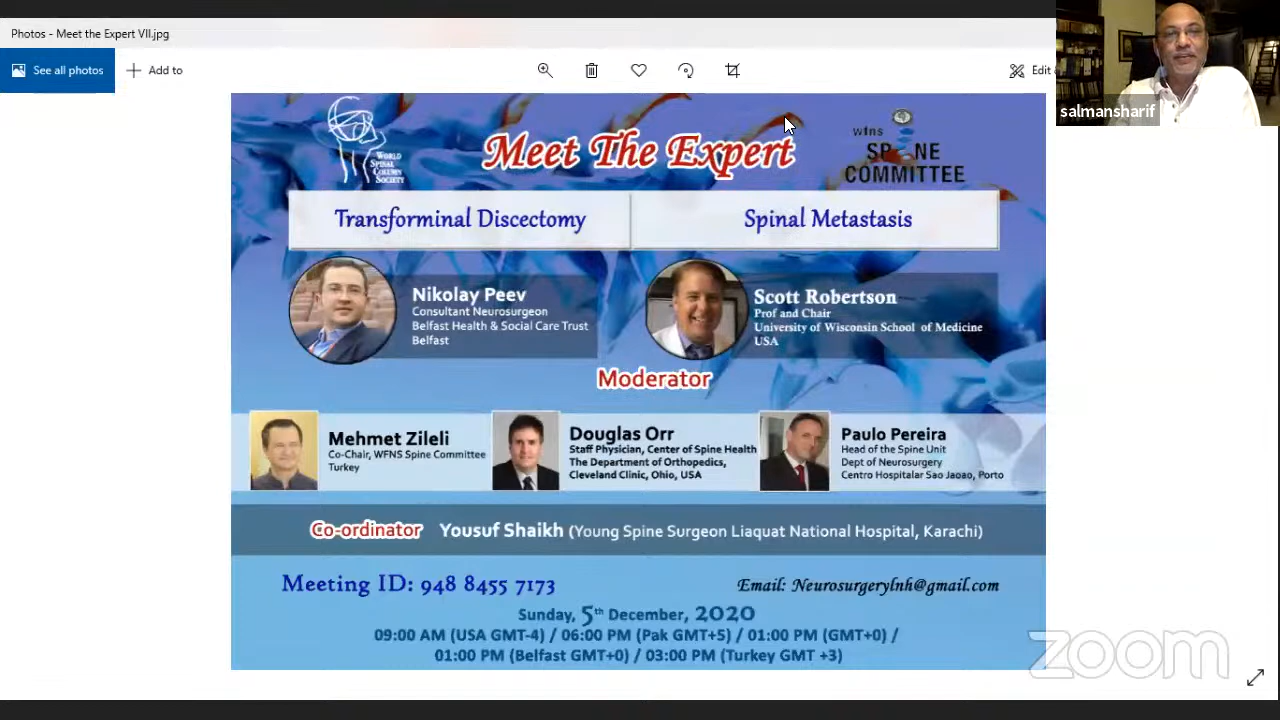 Photos - Meet the Expert VII.jpg
See all photos
Add to
Edit
salmansharif
WORLD
SPINAL
COLUMN
SOCIETY
Meet The Expert
wfns
SPINE
COMMITTEE
Transforminal Discectomy
Spinal Metastasis
Nikolay Peev
Consultant Neurosurgeon
Belfast Health & Social Care Trust
Belfast
Scott Robertson
Prof and Chair
University of Wisconsin School of Medicine
USA
Moderator
Mehmet Zileli
Co-Chair, WFNS Spine Committee
Turkey
Douglas Orr
Staff Physician, Center of Spine Health
The Department of Orthopedics,
Cleveland Clinic, Ohio, USA
Paulo Pereira
Head of the Spine Unit
Dept of Neurosurgery
Centro Hospitalar Sao Jaoao, Porto
Co-ordinator Yousuf Shaikh (Young Spine Surgeon Liaquat National Hospital, Karachi)
Meeting ID: 948 8455 7173
Email: Neurosurgerylnh@gmail.com
Sunday, 5th December, 2020
09:00 AM (USA GMT-4) / 06:00 PM (Pak GMT+5) / 01:00 PM (GMT+0) /
01:00 PM (Belfast GMT+0) / 03:00 PM (Turkey GMT +3)
zoom